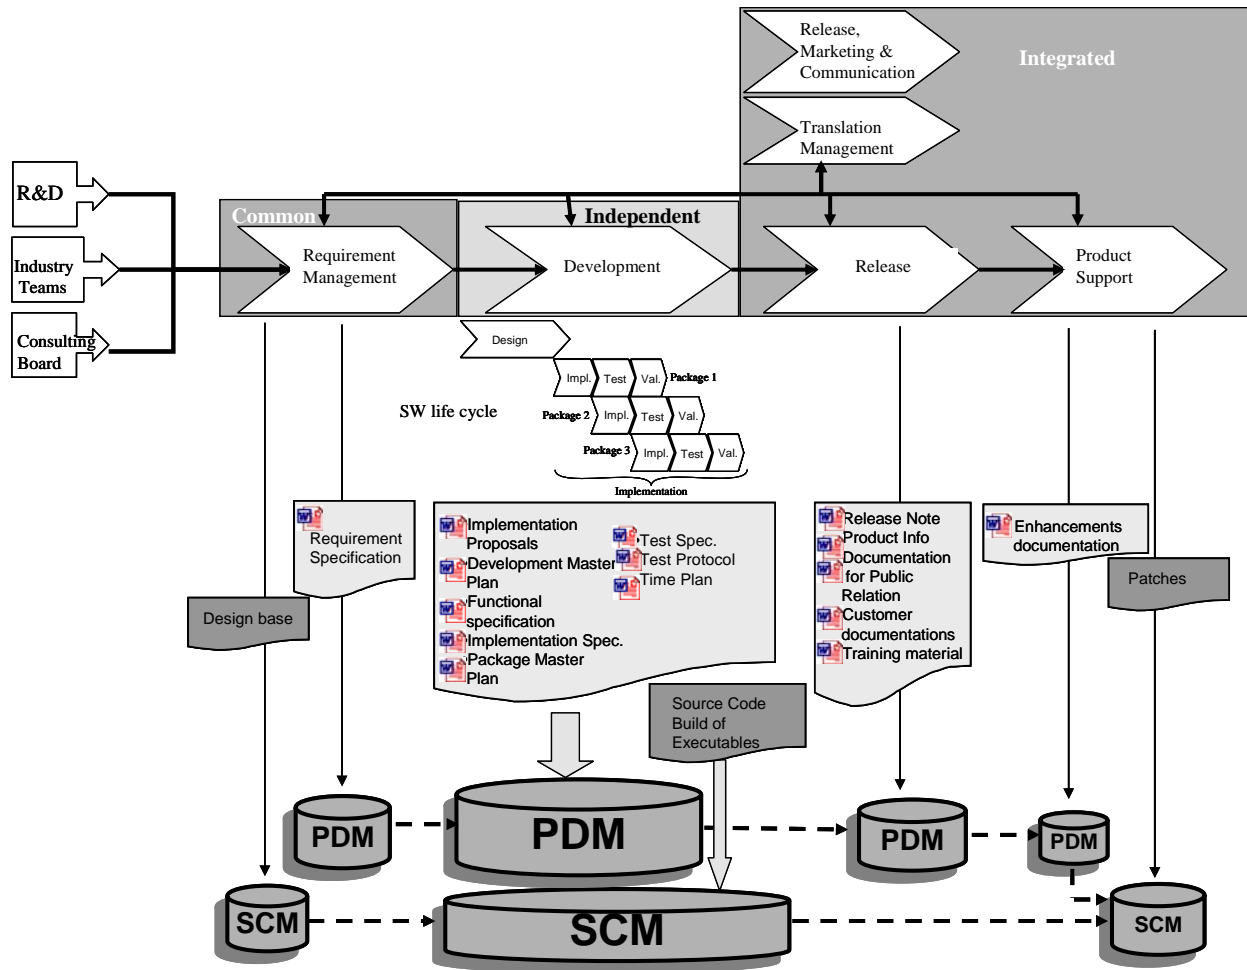 Release,
Marketing &
Communication
Integrated
Translation
Management
R&D
Industry
Teams
Consulting
Board
Common
Independent
Requirement
Management
Development
Release
Product
Support
Design
Impl. Test Val. Package 1
SW life cycle
Package 2 Impl. Test Val.
Package 3 Impl. Test Val.
Implementation
Requirement
Specification
Implementation
Proposals
Development Master
Plan
Functional
specification
Implementation Spec.
Package Master
Plan
Test Spec.
Test Protocol
Time Plan
Release Note
Product Info
Documentation
for Public
Relation
Customer
documentations
Training material
Enhancements
documentation
Patches
Design base
Source Code
Build of
Executables
PDM
PDM
PDM
PDM
SCM
SCM
SCM